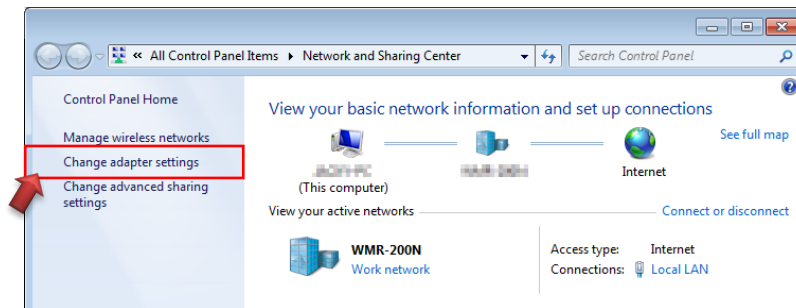 « All Control Panel Items ▸ Network and Sharing Center
Search Control Panel
Control Panel Home
Manage wireless networks
Change adapter settings
Change advanced sharing
settings
View your basic network information and set up connections
See full map
(This computer)
Internet
View your active networks
Connect or disconnect
WMR-200N
Work network
Access type: Internet
Connections: Local LAN